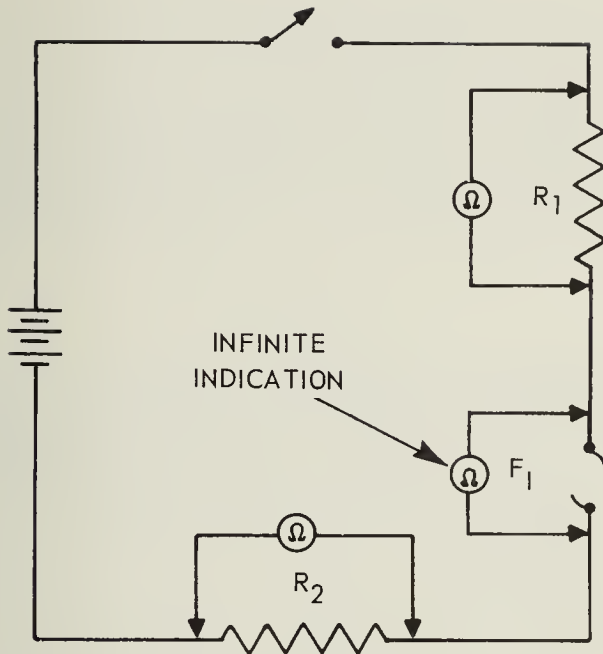 Ω
R1
INFINITE
INDICATION
Ω
F1
Ω
R2